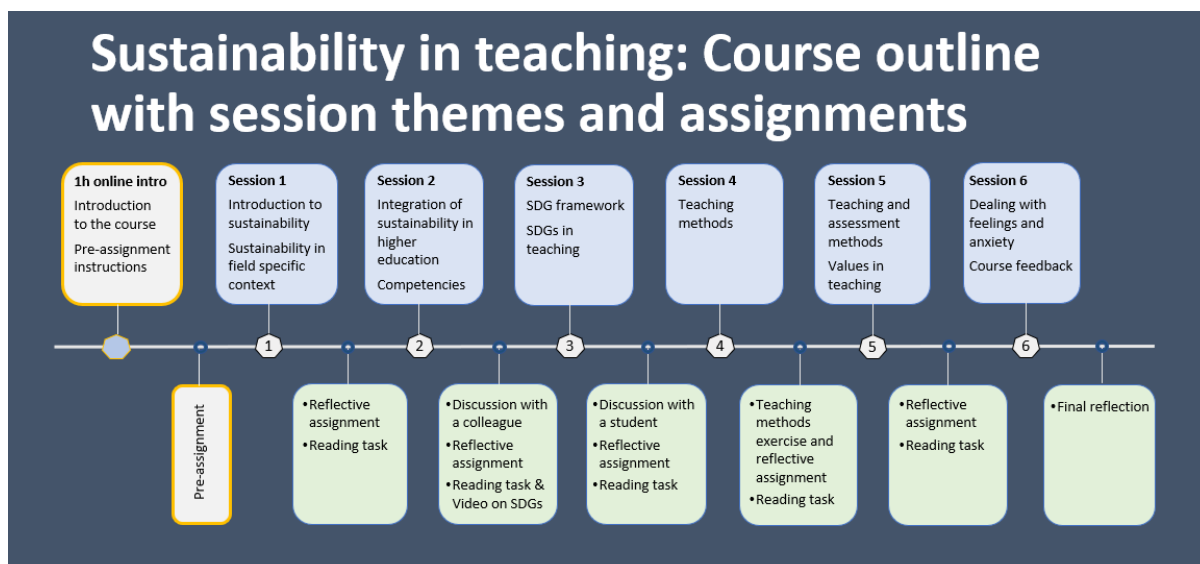 Sustainability in teaching: Course outline
with session themes and assignments
1h online intro
Introduction
to the course
Pre-assignment
instructions
Session 1
Introduction to
sustainability
Sustainability in
field specific
context
Session 2
Integration of
sustainability in
higher
education
Competencies
Session 3
SDG framework
SDGs in
teaching
Session 4
Teaching
methods
Session 5
Teaching and
assessment
methods
Values in
teaching
Session 6
Dealing with
feelings and
anxiety
Course feedback
1
2
3
4
5
6
Pre-assignment
•Reflective
assignment
•Reading task
•Discussion with
a colleague
•Reflective
assignment
•Reading task &
Video on SDGs
•Discussion with
a student
•Reflective
assignment
•Reading task
•Teaching
methods
exercise and
reflective
assignment
•Reading task
•Reflective
assignment
•Reading task
•Final reflection